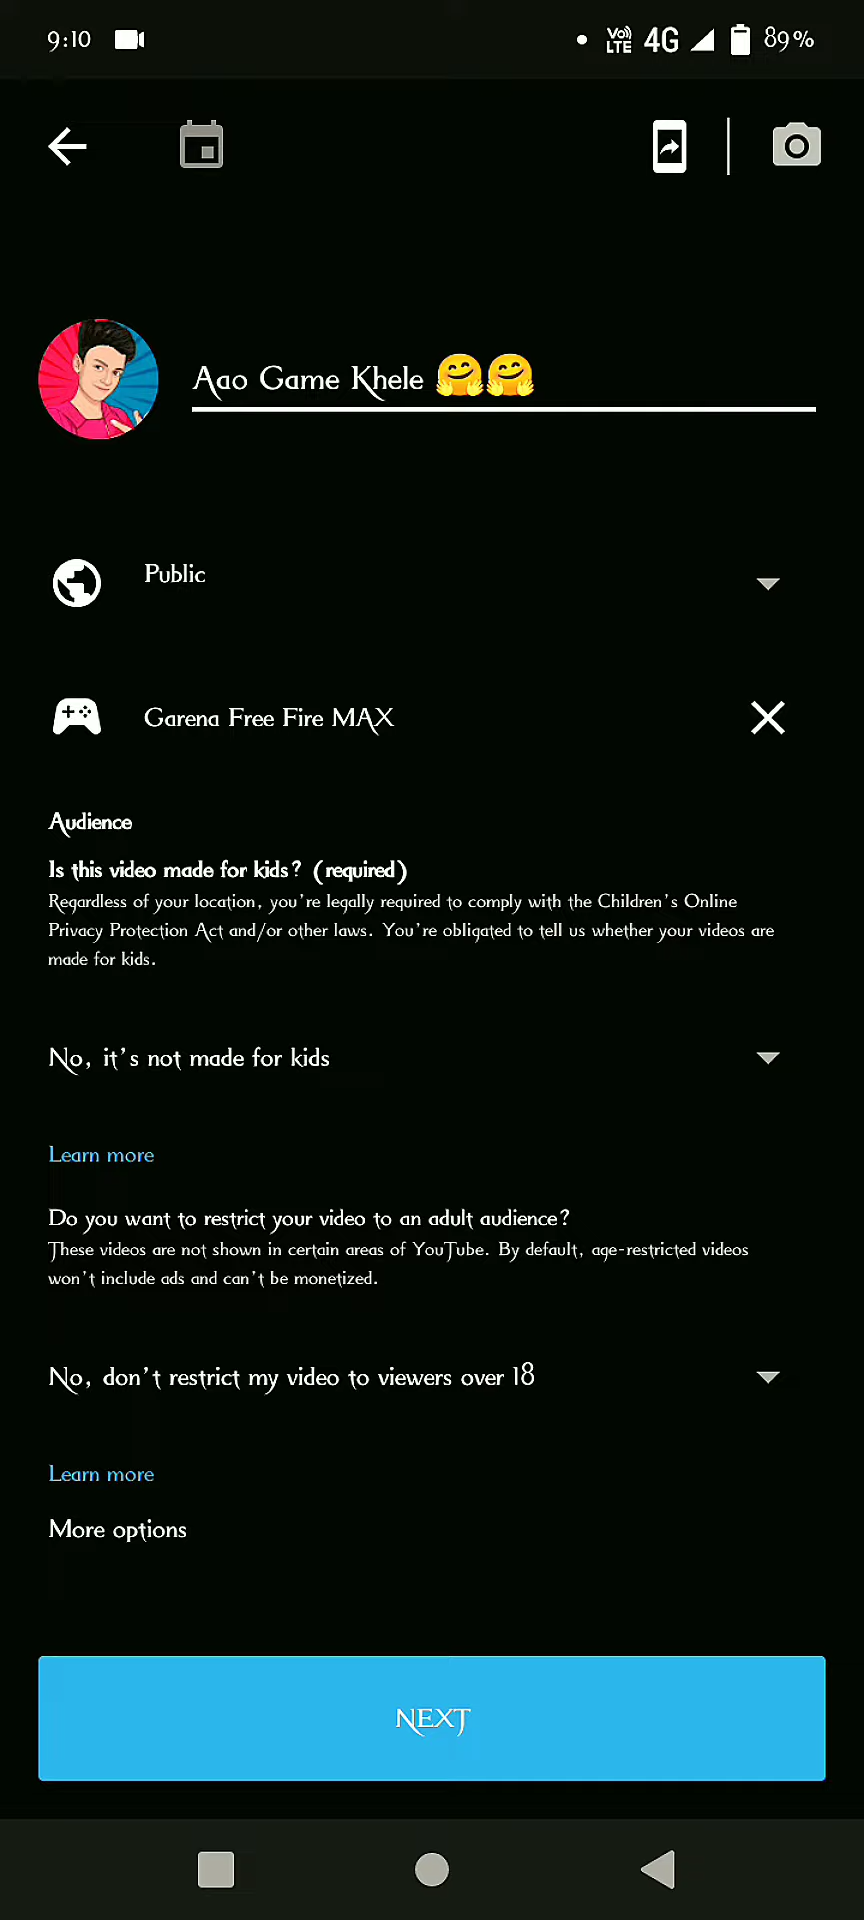 9:10 Vo)) LTE 4G 89%
Aao Game Khele 🤗🤗
Public
Garena Free Fire MAX
Audience
Is this video made for kids? (required)
Regardless of your location, you're legally required to comply with the Children's Online
Privacy Protection Act and/or other laws. You're obligated to tell us whether your videos are
made for kids.
No, it's not made for kids
Learn more
Do you want to restrict your video to an adult audience?
These videos are not shown in certain areas of YouTube. By default, age-restricted videos
won't include ads and can't be monetized.
No, don't restrict my video to viewers over 18
Learn more
More options
NEXT